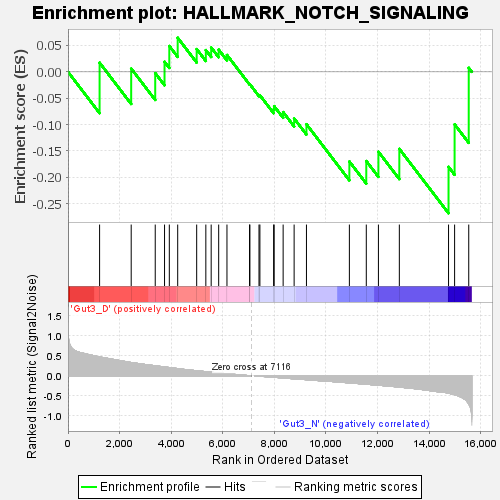 Enrichment plot: HALLMARK_NOTCH_SIGNALING
Enrichment score (ES)
0.05
0.00
-0.05
-0.10
-0.15
-0.20
-0.25
'Gut3_D' (positively correlated)
Ranked list metric (Signal2Noise)
1.5
1.0
0.5
0.0
-0.5
-1.0
Zero cross at 7116
'Gut3_N' (negatively correlated)
0
2,000
4,000
6,000
8,000
10,000
12,000
14,000
16,000
Rank in Ordered Dataset
Enrichment profile
Hits
Ranking metric scores